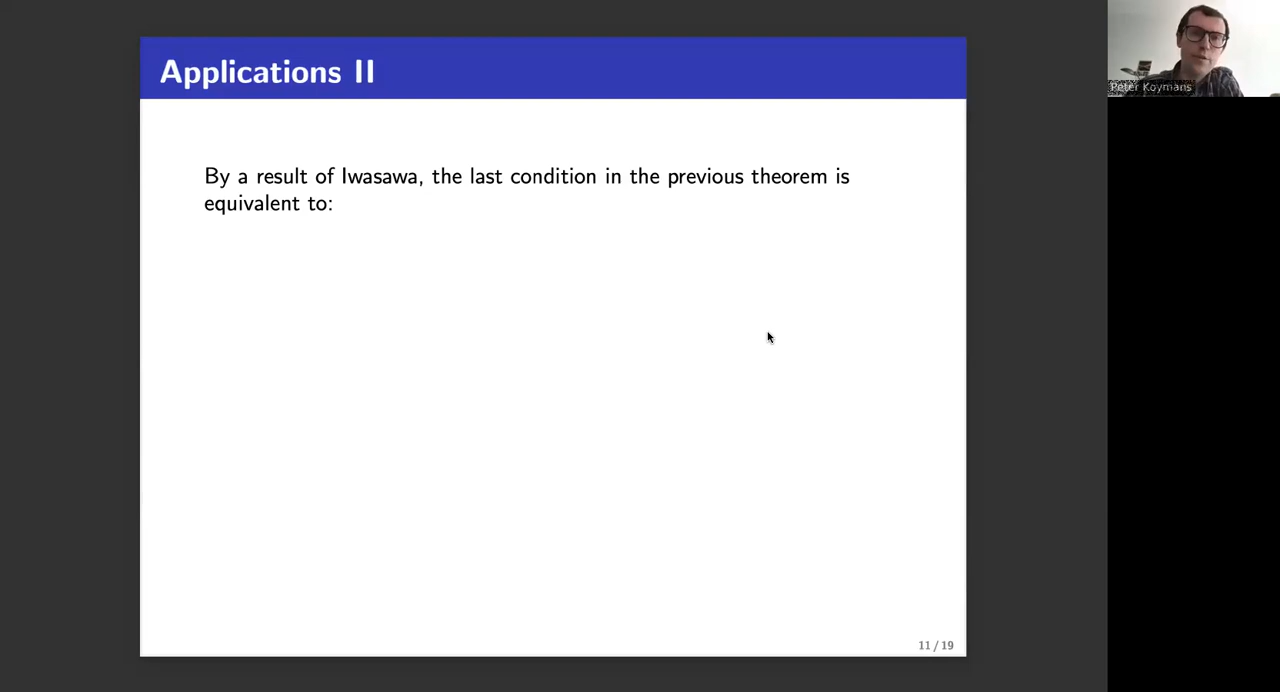 Applications II
Peter Koymans
By a result of Iwasawa, the last condition in the previous theorem is
equivalent to:
11 / 19